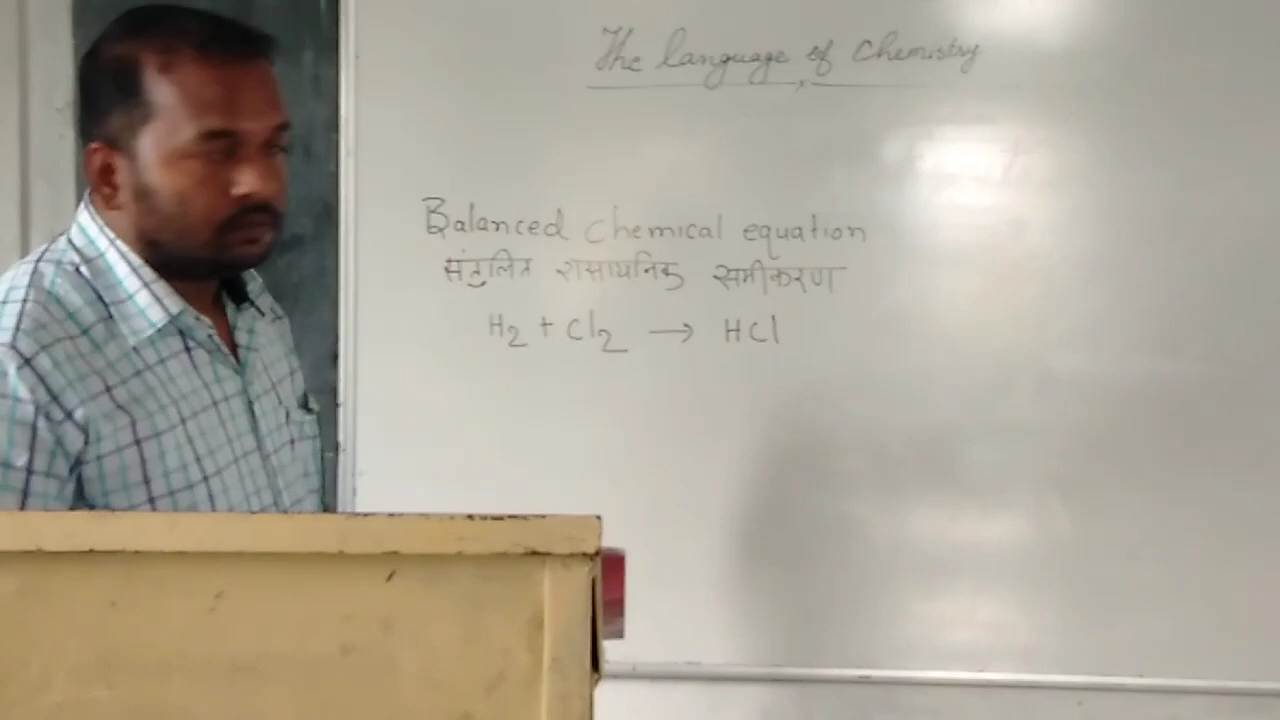 The language of Chemistry
Balanced chemical equation
संतुलित रासायनिक समीकरण
H₂ + Cl₂ → HCl